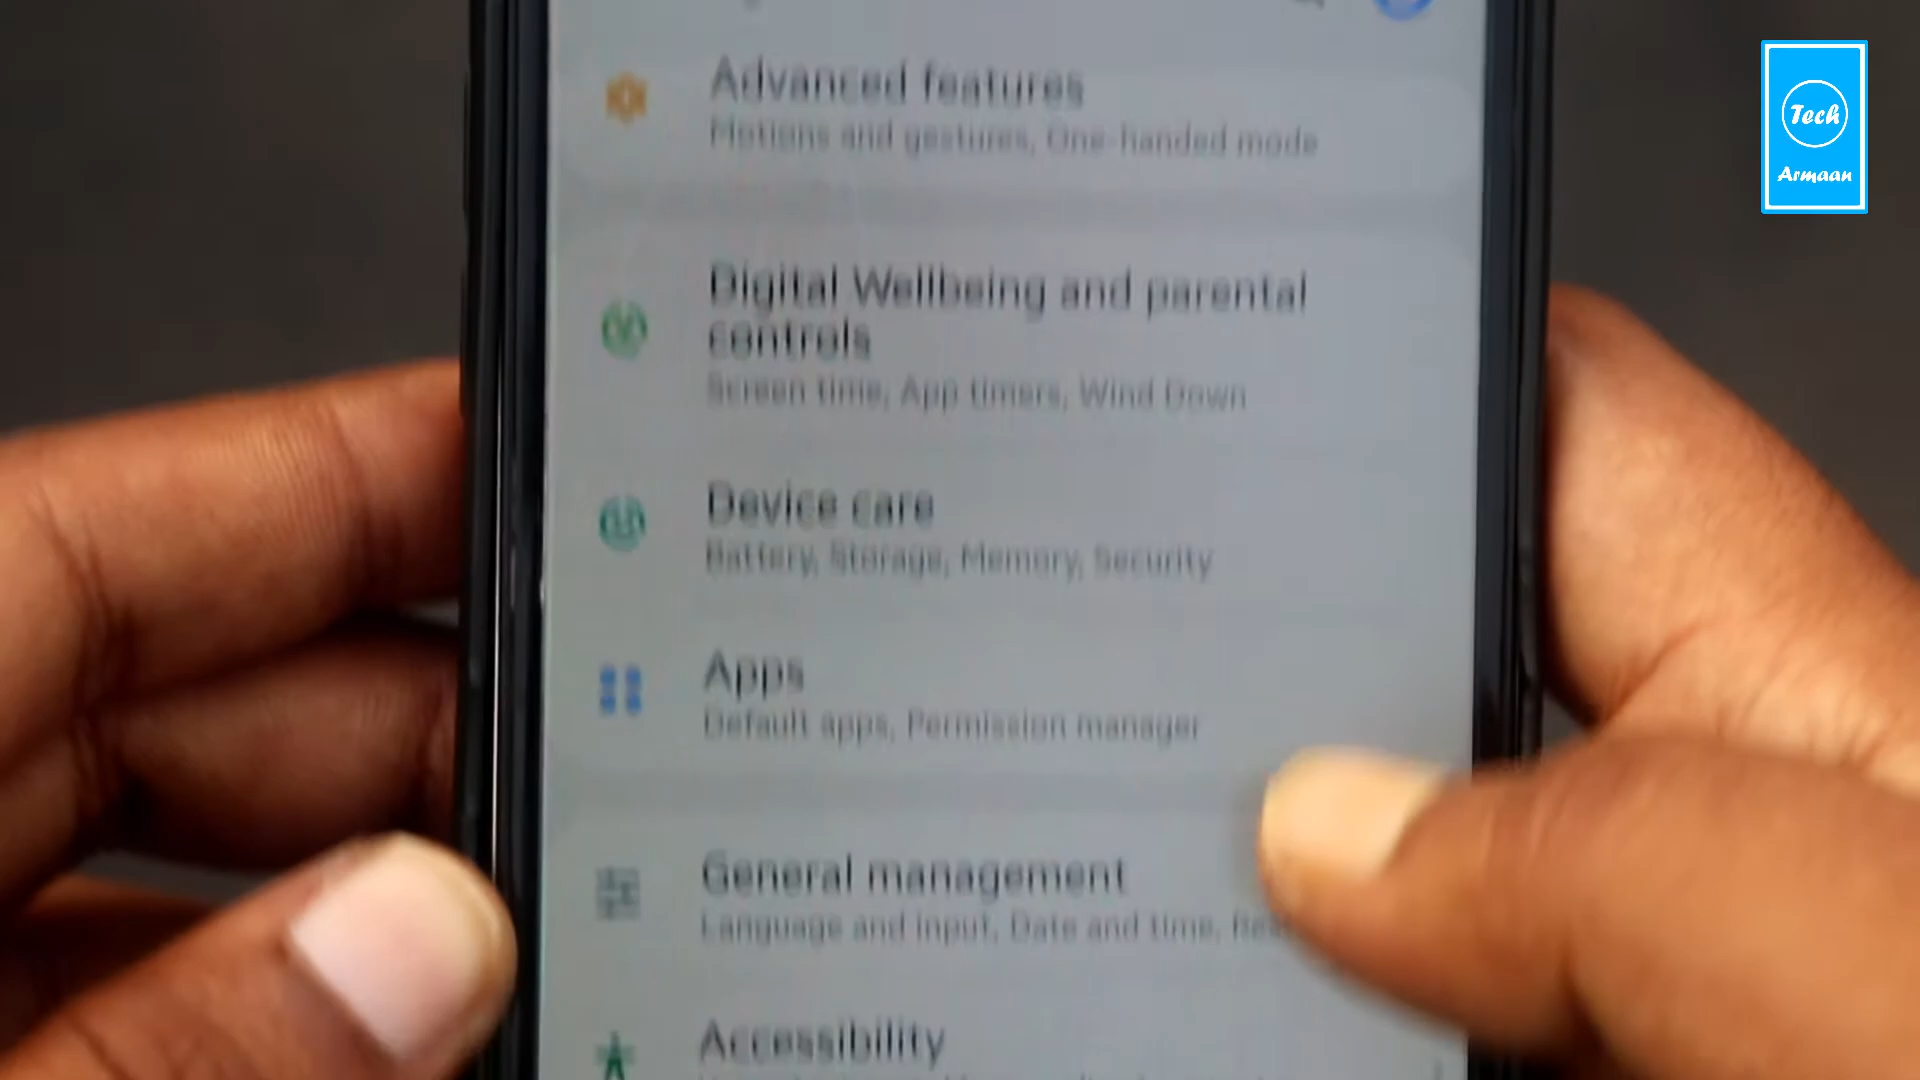 Advanced features
Motions and gestures, One-handed mode
Digital Wellbeing and parental
controls
Screen time, App timers, Wind Down
Device care
Battery, Storage, Memory, Security
Apps
Default apps, Permission manager
General management
Language and input, Date and time,
Accessibility
Tech
Armaan